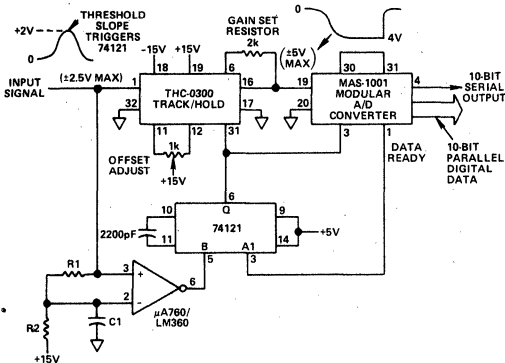 THRESHOLD
SLOPE
TRIGGERS
74121
+2V
0
GAIN SET
RESISTOR
2k
0
4V
(±5V
MAX)
-15V
+15V
18
19
6
30
31
INPUT
SIGNAL
(±2.5V MAX)
1
THC-0300
TRACK/HOLD
16
19
MAS-1001
MODULAR
A/D
CONVERTER
4
10-BIT
SERIAL
OUTPUT
32
17
20
11
12
31
3
1
1k
OFFSET
ADJUST
+15V
DATA
READY
10-BIT
PARALLEL
DIGITAL
DATA
6
Q
10
9
2200pF
74121
+5V
11
14
B
A1
5
3
R1
3
+
6
2
-
R2
C1
μA760/
LM360
+15V